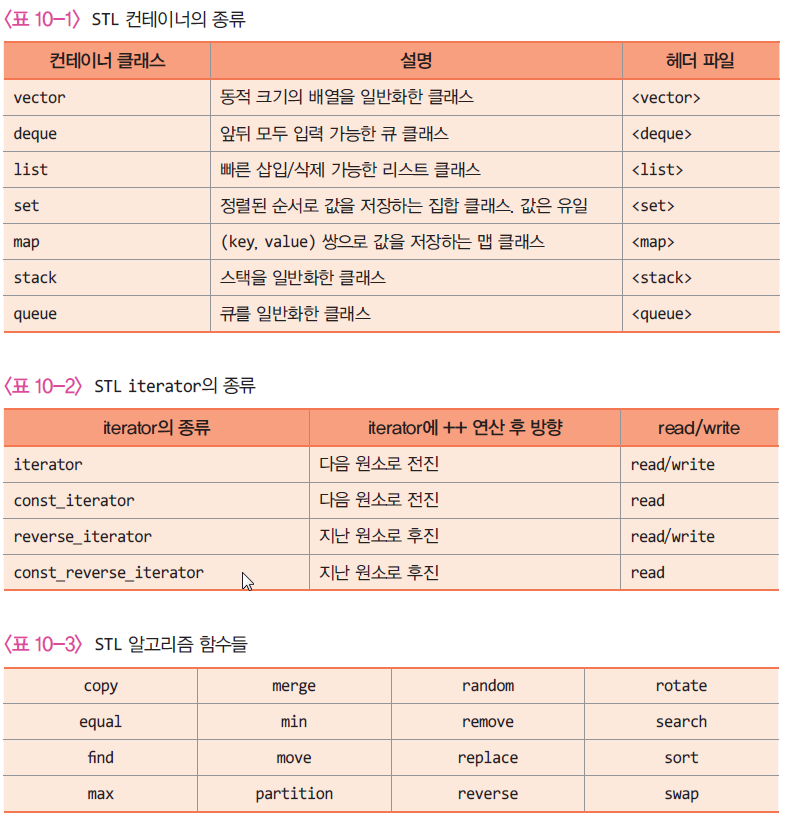 〈표 10-1〉 STL 컨테이너의 종류
컨테이너 클래스 설명 헤더 파일
vector 동적 크기의 배열을 일반화한 클래스 <vector>
deque 앞뒤 모두 입력 가능한 큐 클래스 <deque>
list 빠른 삽입/삭제 가능한 리스트 클래스 <list>
set 정렬된 순서로 값을 저장하는 집합 클래스. 값은 유일 <set>
map (key, value) 쌍으로 값을 저장하는 맵 클래스 <map>
stack 스택을 일반화한 클래스 <stack>
queue 큐를 일반화한 클래스 <queue>
〈표 10-2〉 STL iterator의 종류
iterator의 종류 iterator에 ++ 연산 후 방향 read/write
iterator 다음 원소로 전진 read/write
const_iterator 다음 원소로 전진 read
reverse_iterator 지난 원소로 후진 read/write
const_reverse_iterator 지난 원소로 후진 read
〈표 10-3〉 STL 알고리즘 함수들
copy merge random rotate
equal min remove search
find move replace sort
max partition reverse swap